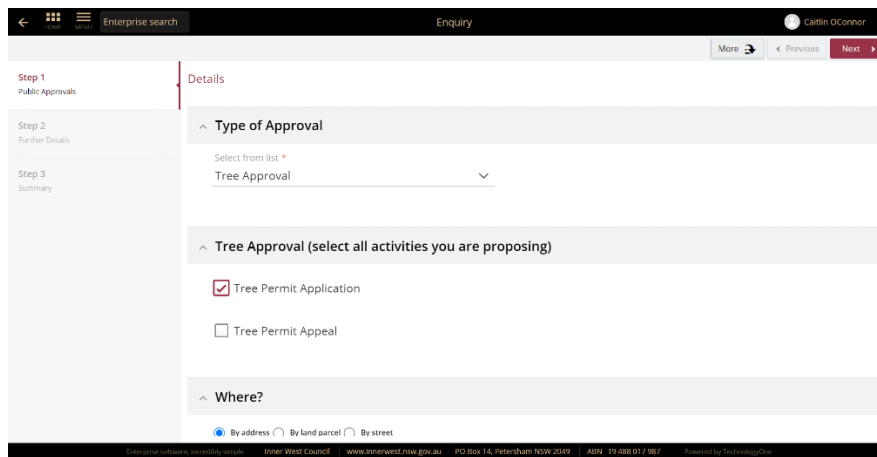 HOME MENU Enterprise search Enquiry Caitlin OConnor
More Previous Next
Step 1
Public Approvals
Step 2
Further Details
Step 3
Summary
Details
Type of Approval
Select from list *
Tree Approval
Tree Approval (select all activities you are proposing)
Tree Permit Application
Tree Permit Appeal
Where?
By address By land parcel By street
Enterprise software, incredibly simple Inner West Council www.innerwest.nsw.gov.au PO Box 14, Petersham NSW 2049 ABN 19 488 017 987 Powered by TechnologyOne